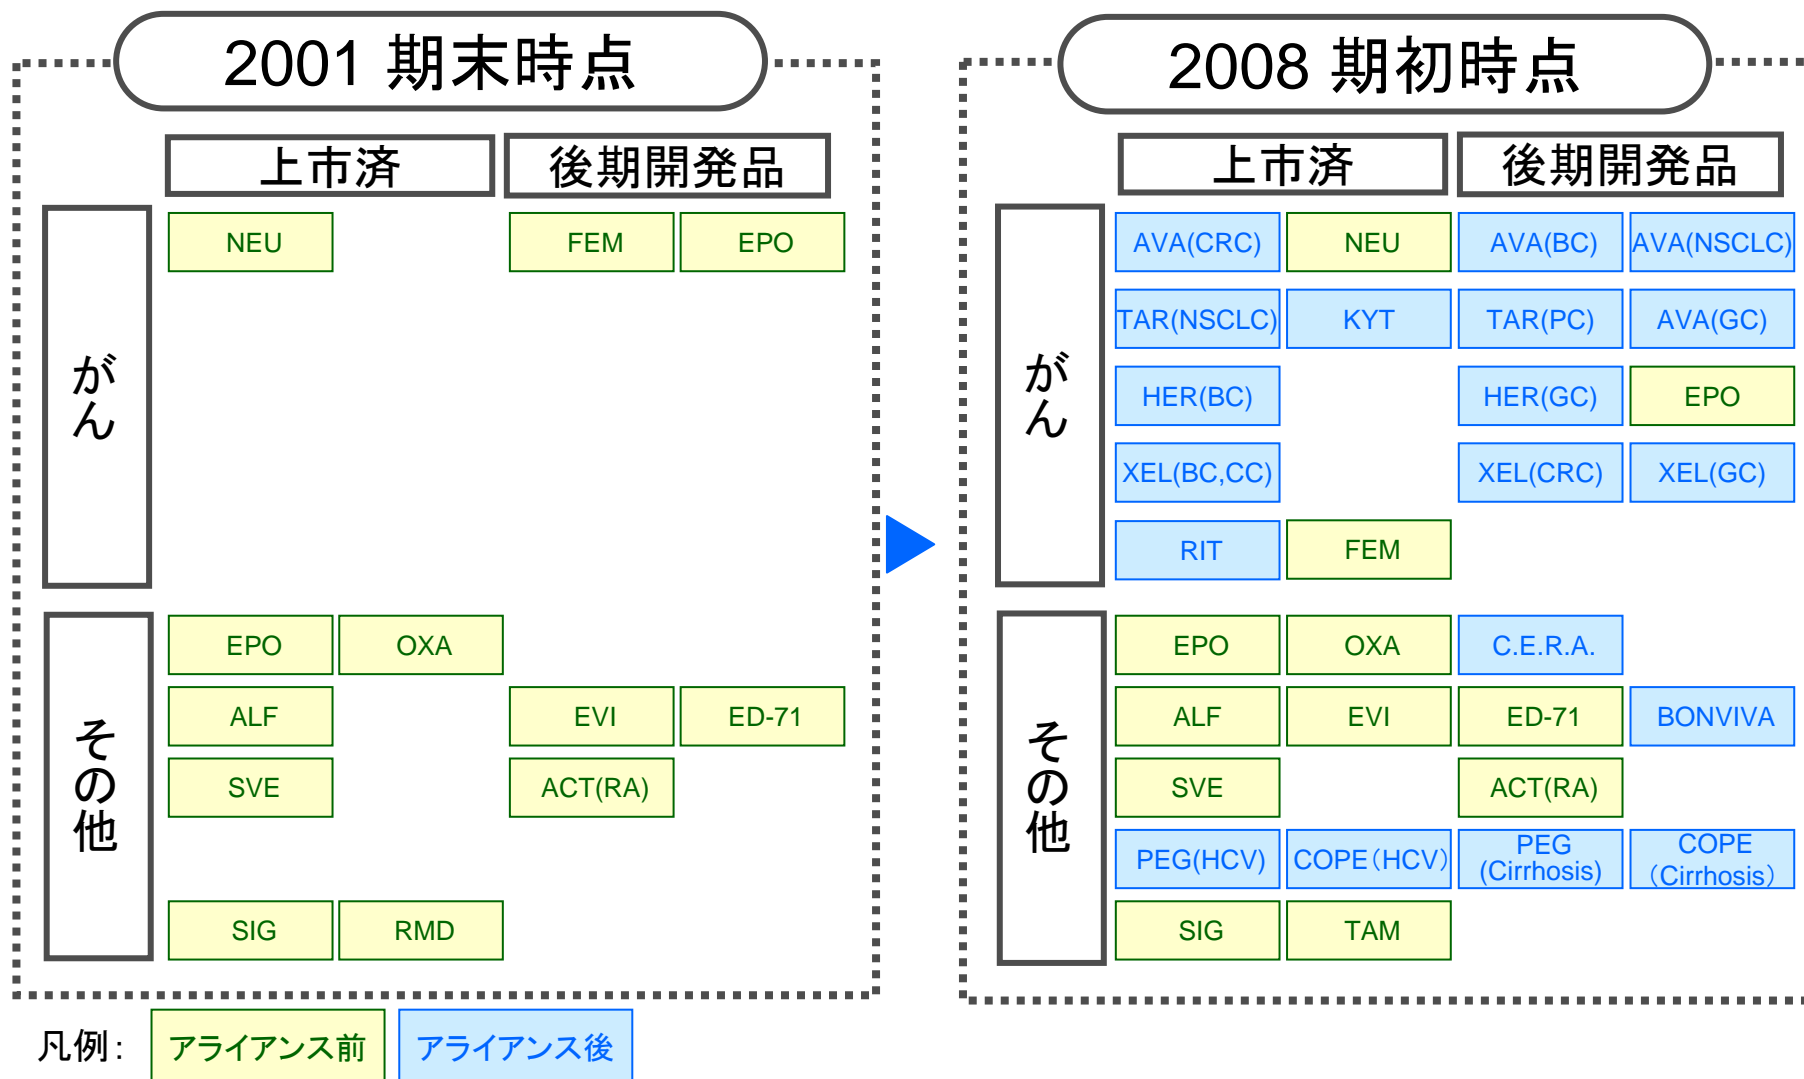 2001 期末時点
上市済
後期開発品
がん
NEU
FEM
EPO
その他
EPO
OXA
ALF
EVI
ED-71
SVE
ACT(RA)
SIG
RMD
2008 期初時点
上市済
後期開発品
がん
AVA(CRC)
NEU
AVA(BC)
AVA(NSCLC)
TAR(NSCLC)
KYT
TAR(PC)
AVA(GC)
HER(BC)
HER(GC)
EPO
XEL(BC,CC)
XEL(CRC)
XEL(GC)
RIT
FEM
その他
EPO
OXA
C.E.R.A.
ALF
EVI
ED-71
BONVIVA
SVE
ACT(RA)
PEG(HCV)
COPE（HCV）
PEG
(Cirrhosis)
COPE
（Cirrhosis）
SIG
TAM
凡例：
アライアンス前
アライアンス後